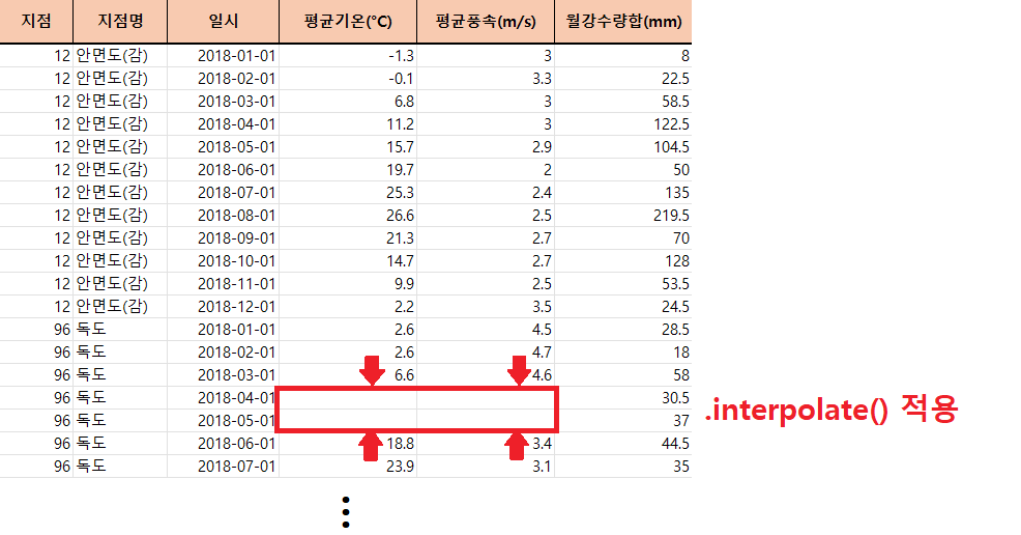 지점 지점명 일시 평균기온(°C) 평균풍속(m/s) 월강수량합(mm)
12 안면도(감) 2018-01-01 -1.3 3 8
12 안면도(감) 2018-02-01 -0.1 3.3 22.5
12 안면도(감) 2018-03-01 6.8 3 58.5
12 안면도(감) 2018-04-01 11.2 3 122.5
12 안면도(감) 2018-05-01 15.7 2.9 104.5
12 안면도(감) 2018-06-01 19.7 2 50
12 안면도(감) 2018-07-01 25.3 2.4 135
12 안면도(감) 2018-08-01 26.6 2.5 219.5
12 안면도(감) 2018-09-01 21.3 2.7 70
12 안면도(감) 2018-10-01 14.7 2.7 128
12 안면도(감) 2018-11-01 9.9 2.5 53.5
12 안면도(감) 2018-12-01 2.2 3.5 24.5
96 독도 2018-01-01 2.6 4.5 28.5
96 독도 2018-02-01 2.6 4.7 18
96 독도 2018-03-01 6.6 4.6 58
96 독도 2018-04-01 30.5
96 독도 2018-05-01 37
.interpolate() 적용
96 독도 2018-06-01 18.8 3.4 44.5
96 독도 2018-07-01 23.9 3.1 35